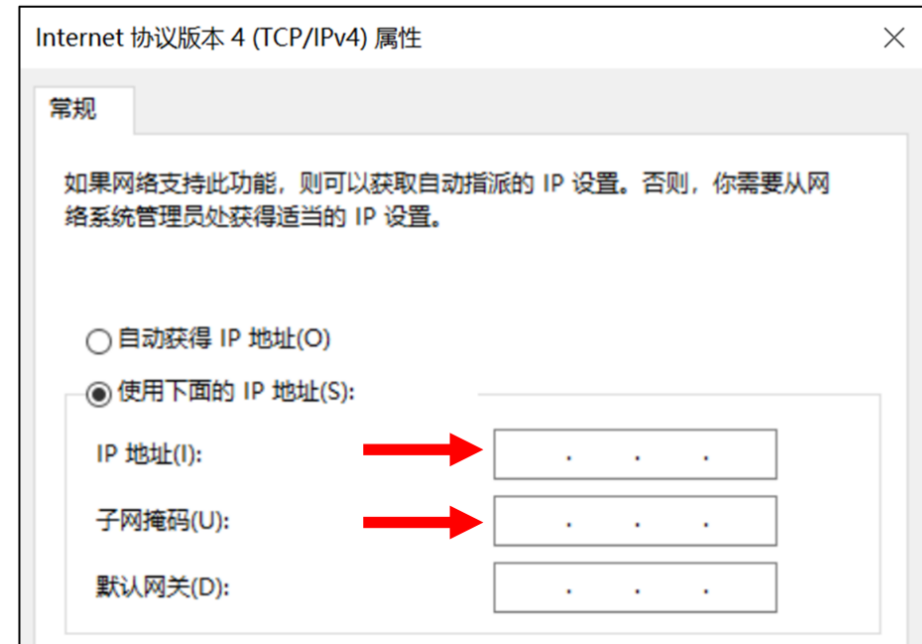 Internet 协议版本 4 (TCP/IPv4) 属性
常规
如果网络支持此功能，则可以获取自动指派的 IP 设置。否则，你需要从网
络系统管理员处获得适当的 IP 设置。
自动获得 IP 地址(O)
使用下面的 IP 地址(S):
IP 地址(I):
子网掩码(U):
默认网关(D):